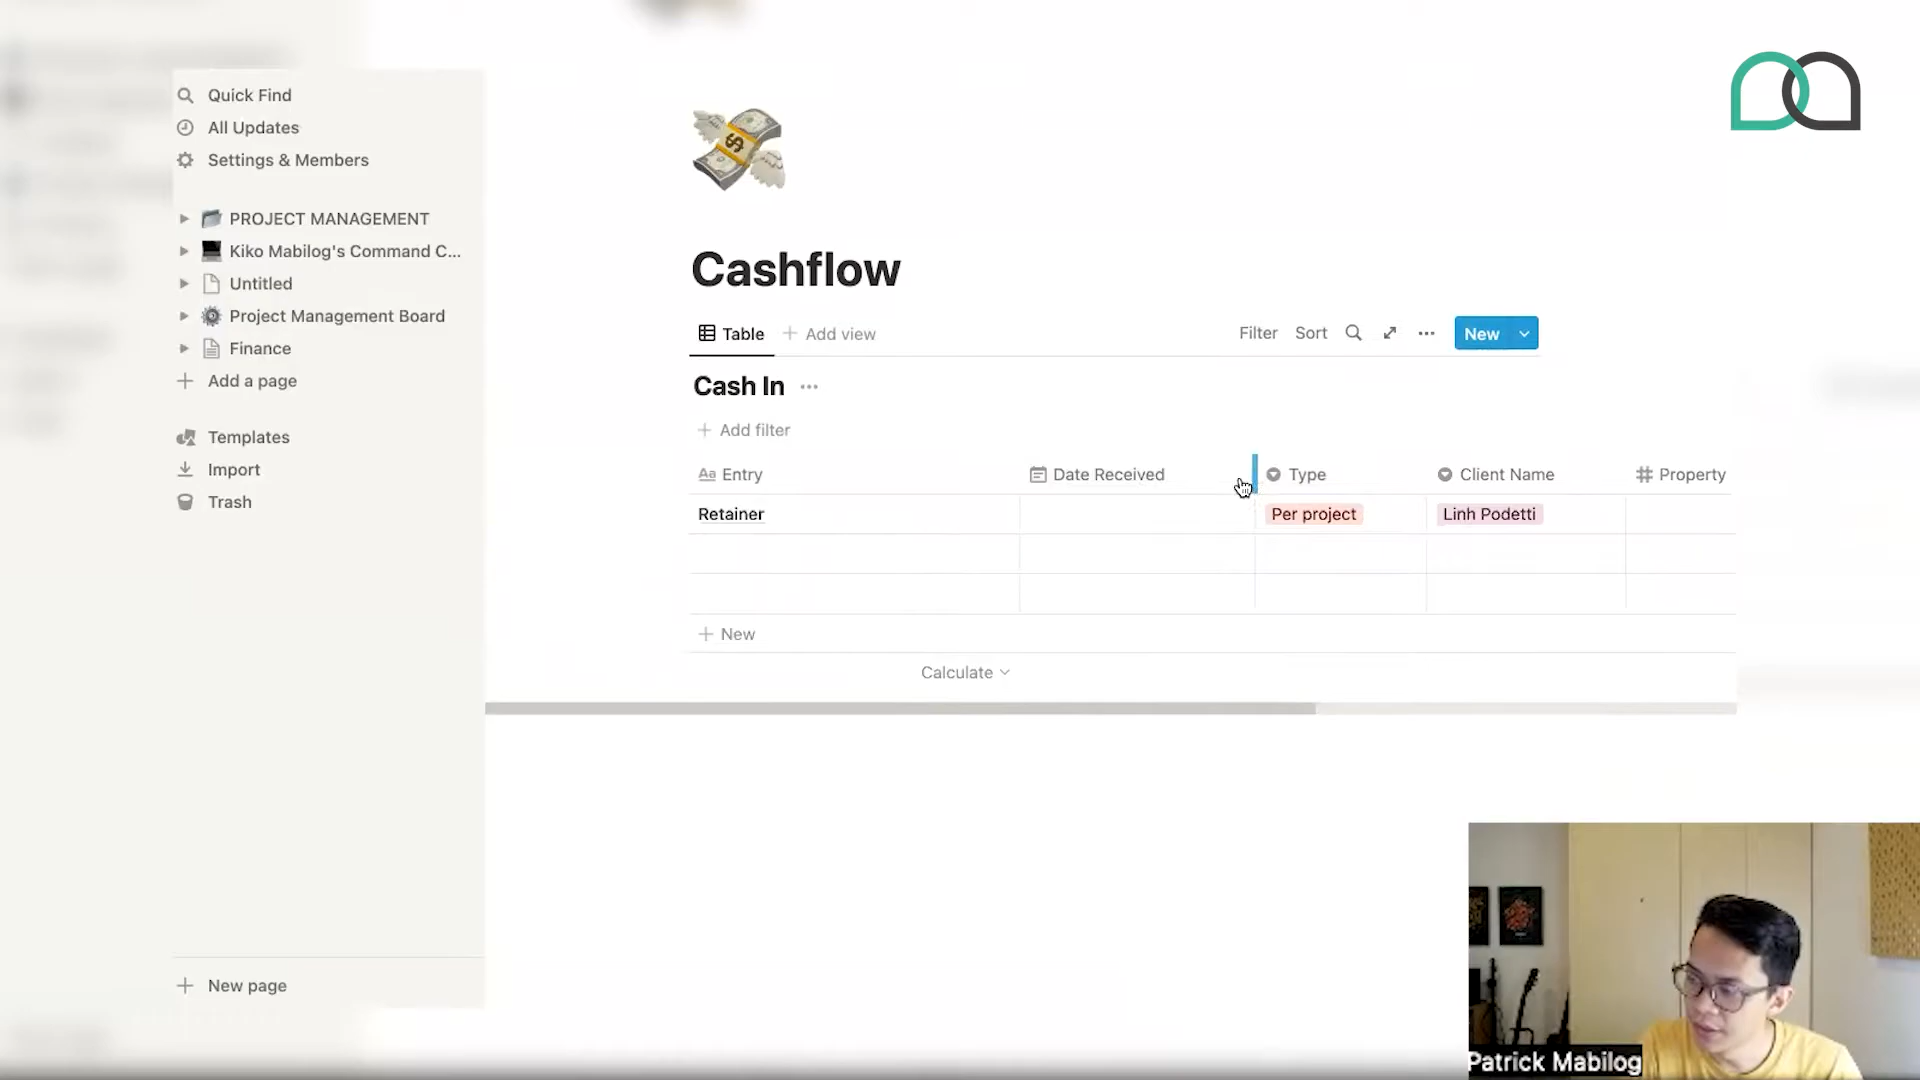 Quick Find
All Updates
Settings & Members
PROJECT MANAGEMENT
Kiko Mabilog's Command C...
Untitled
Project Management Board
Finance
Add a page
Templates
Import
Trash
New page
Cashflow
Table
Add view
Filter
Sort
New
Cash In
Add filter
Aa Entry
Date Received
Type
Client Name
Property
Retainer
Per project
Linh Podetti
New
Calculate
Patrick Mabilog